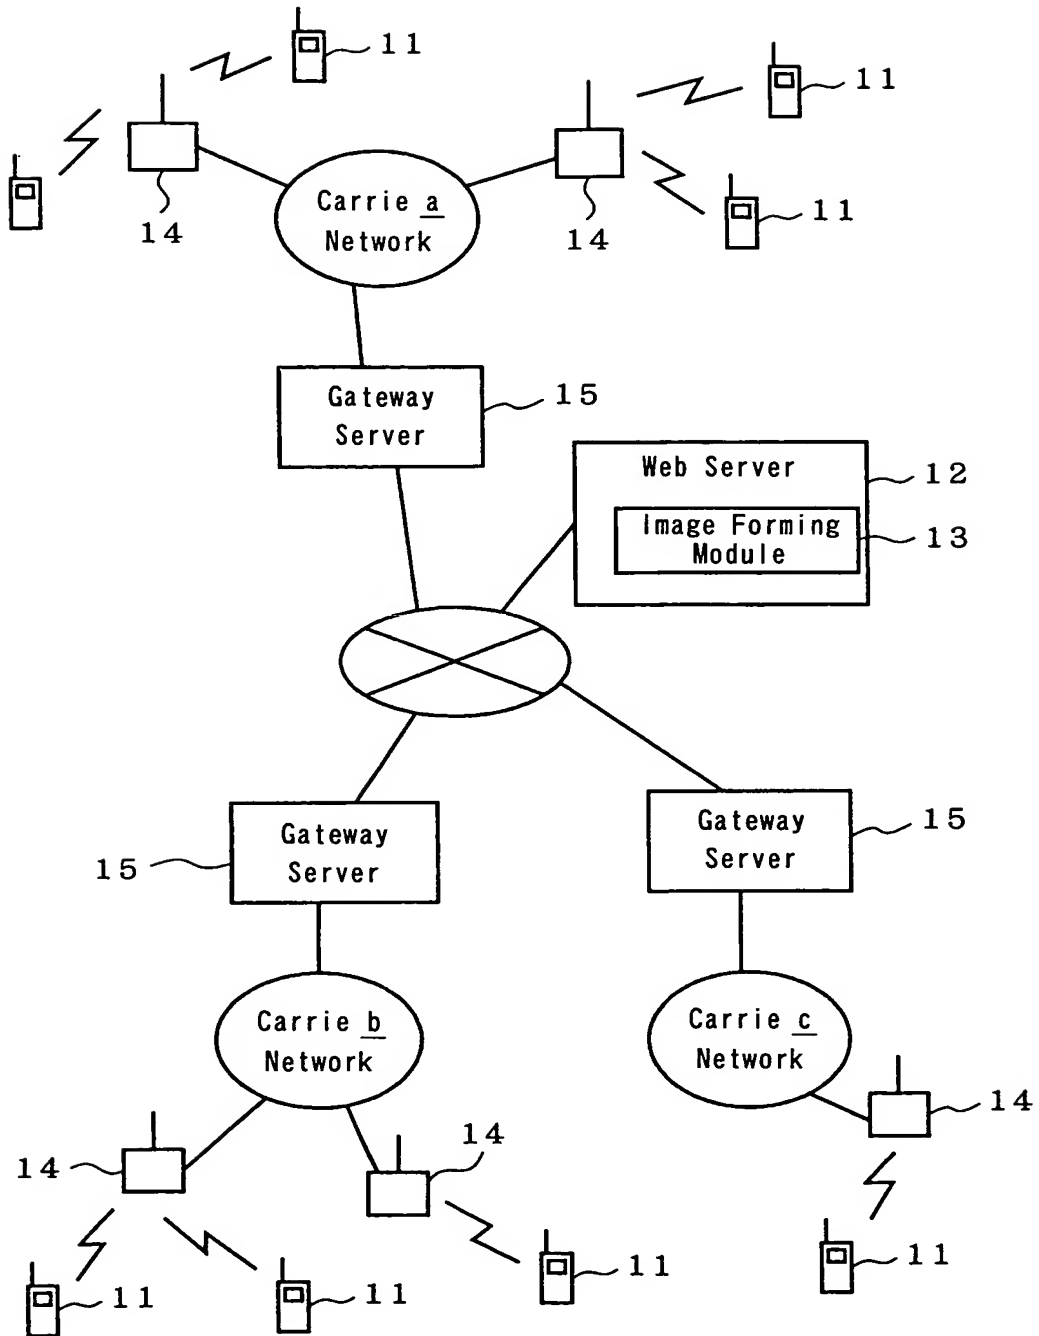 11
11
14
Carrie a
Network
14
11
Gateway
Server
15
Web Server
12
Image Forming
Module
13
Gateway
Server
15
Gateway
Server
15
Carrie b
Network
Carrie c
Network
14
14
14
11
11
11
11